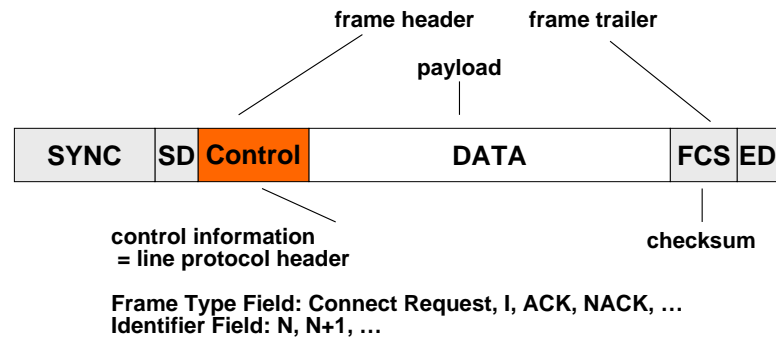 frame header frame trailer
payload
SYNC SD Control DATA FCS ED
control information
= line protocol header
checksum
Frame Type Field: Connect Request, I, ACK, NACK, …
Identifier Field: N, N+1, …